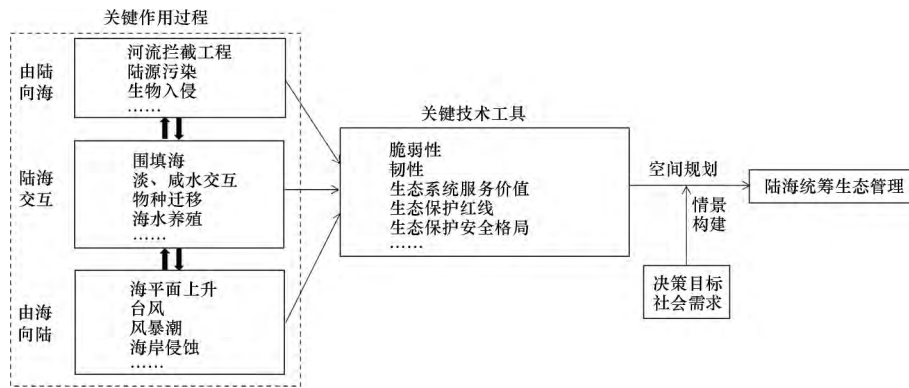 关键作用过程
由陆
向海
河流拦截工程
陆源污染
生物入侵
……
陆海
交互
围填海
淡、咸水交互
物种迁移
海水养殖
……
由海
向陆
海平面上升
台风
风暴潮
海岸侵蚀
……
关键技术工具
脆弱性
韧性
生态系统服务价值
生态保护红线
生态保护安全格局
……
空间规划
情景
构建
决策目标
社会需求
陆海统筹生态管理